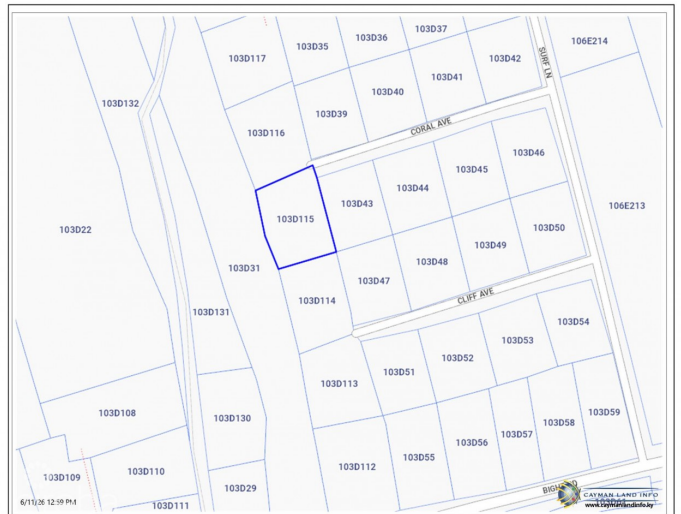 103D37
103D36
103D35
103D117
106E214
SURF LN
103D42
103D41
103D40
103D132
103D39
103D116
CORAL AVE
103D46
103D45
103D44
103D43
103D115
106E213
103D22
103D50
103D49
103D48
103D31
103D47
103D114
CLIFF AVE
103D131
103D54
103D53
103D52
103D51
103D113
103D108
103D130
103D59
103D58
103D57
103D56
103D55
103D112
103D110
103D109
103D29
103D111
6/11/26 12:59 PM
CAYMAN LAND INFO
www.caymanlandinfo.ky